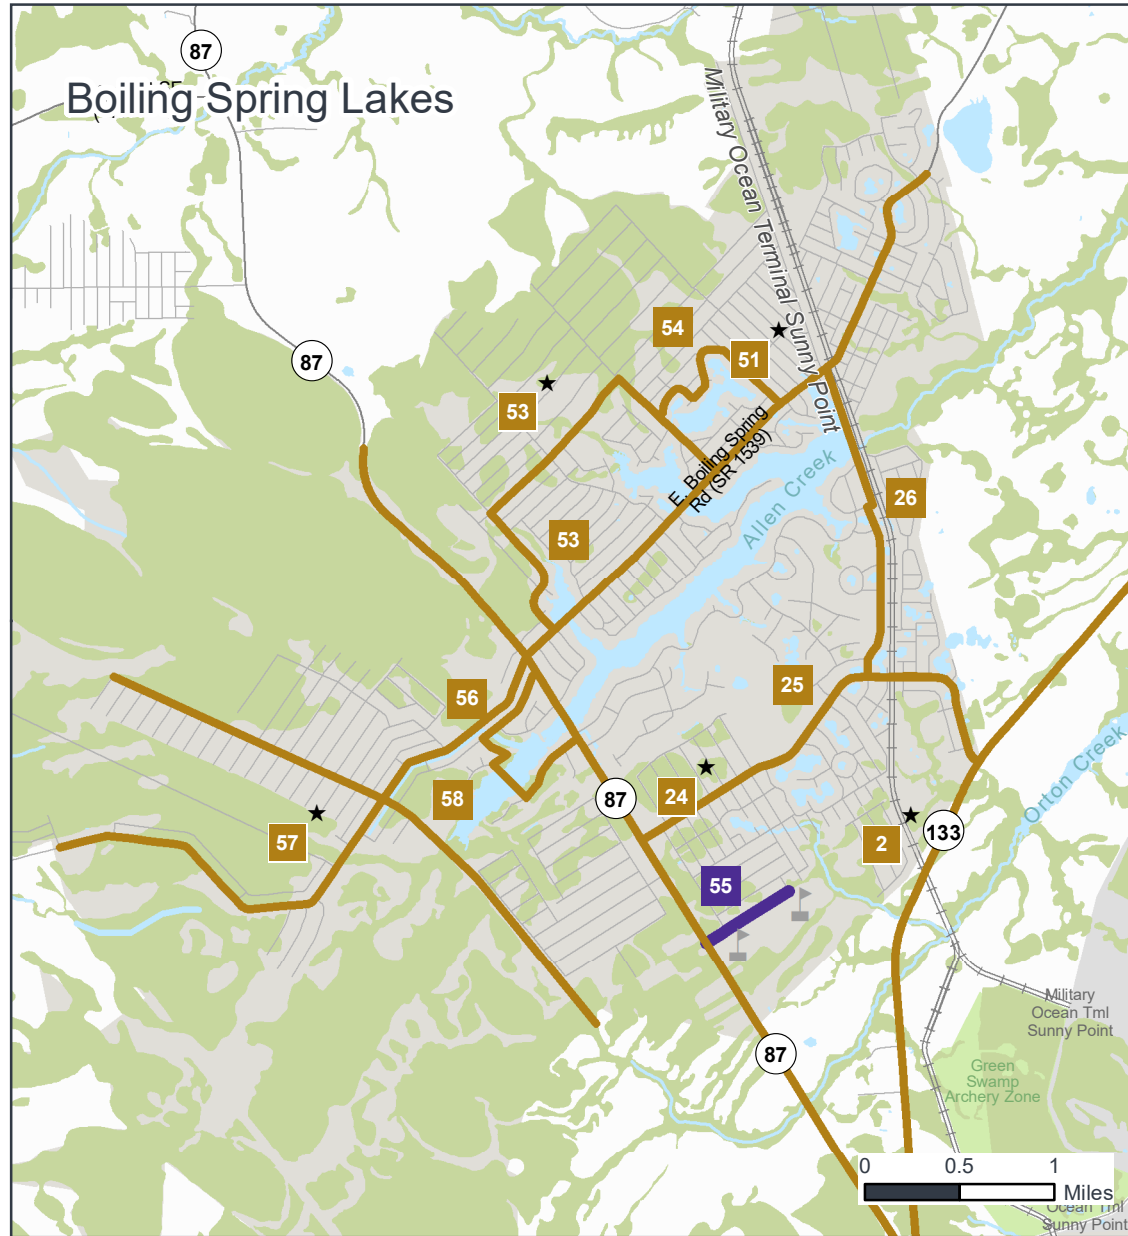 87
Boiling Spring Lakes
Military Ocean Terminal Sunny Point
87
54
51
53
E. Boiling Spring
Rd (SR 1539)
Allen Creek
26
53
25
56
Orton Creek
58
87
24
57
2
133
55
Military
Ocean Tml
Sunny Point
87
Green
Swamp
Archery Zone
0 0.5 1
Miles
Ocean Tml
Sunny Point